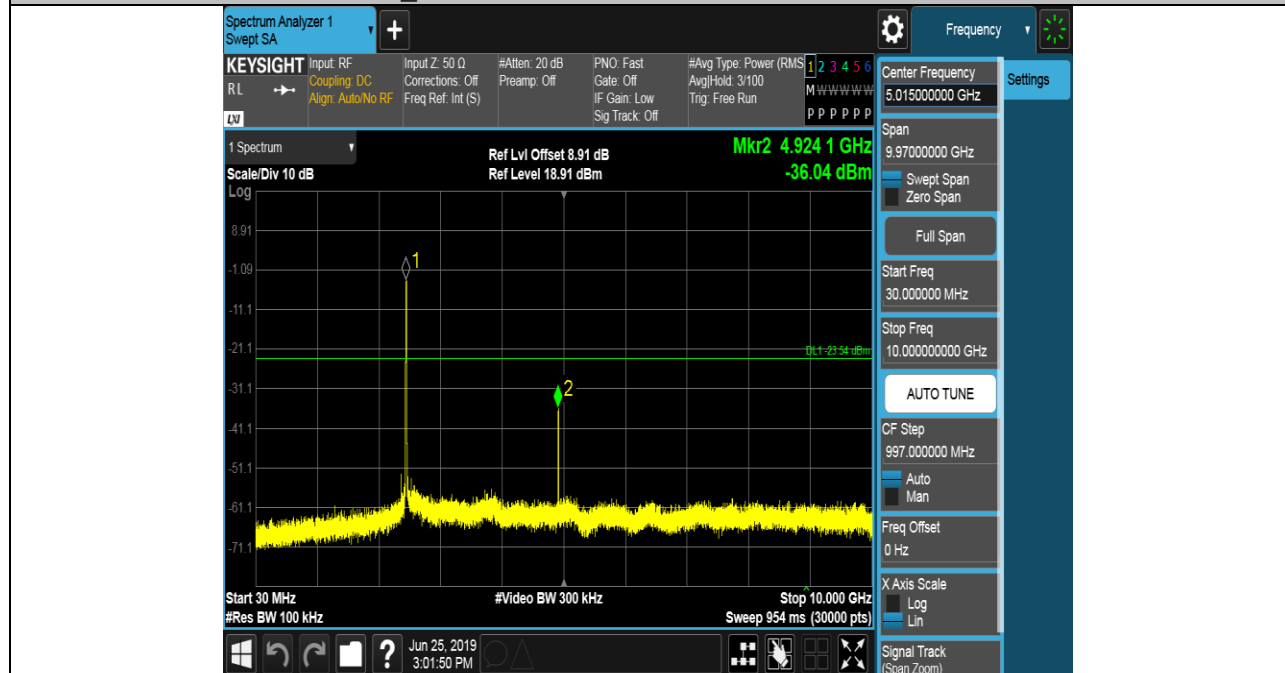 Spectrum Analyzer 1
Swept SA
+
Frequency
KEYSIGHT
RL
LXI
Input: RF
Coupling: DC
Align: Auto/No RF
Input Z: 50 Ω
Corrections: Off
Freq Ref: Int (S)
#Atten: 20 dB
Preamp: Off
PNO: Fast
Gate: Off
IF Gain: Low
Sig Track: Off
#Avg Type: Power (RMS
Avg|Hold: 3/100
Trig: Free Run
1 2 3 4 5 6
M W W W W W
P P P P P P
1 Spectrum
Scale/Div 10 dB
Log
Ref Lvl Offset 8.91 dB
Ref Level 18.91 dBm
Mkr2 4.924 1 GHz
-36.04 dBm
8.91
-1.09
-11.1
-21.1
-31.1
-41.1
-51.1
-61.1
-71.1
1
2
DL1 -23.54 dBm
Start 30 MHz
#Res BW 100 kHz
#Video BW 300 kHz
Stop 10.000 GHz
Sweep 954 ms (30000 pts)
?
Jun 25, 2019
3:01:50 PM
Center Frequency
5.015000000 GHz
Settings
Span
9.97000000 GHz
Swept Span
Zero Span
Full Span
Start Freq
30.000000 MHz
Stop Freq
10.000000000 GHz
AUTO TUNE
CF Step
997.000000 MHz
Auto
Man
Freq Offset
0 Hz
X Axis Scale
Log
Lin
Signal Track
(Span Zoom)